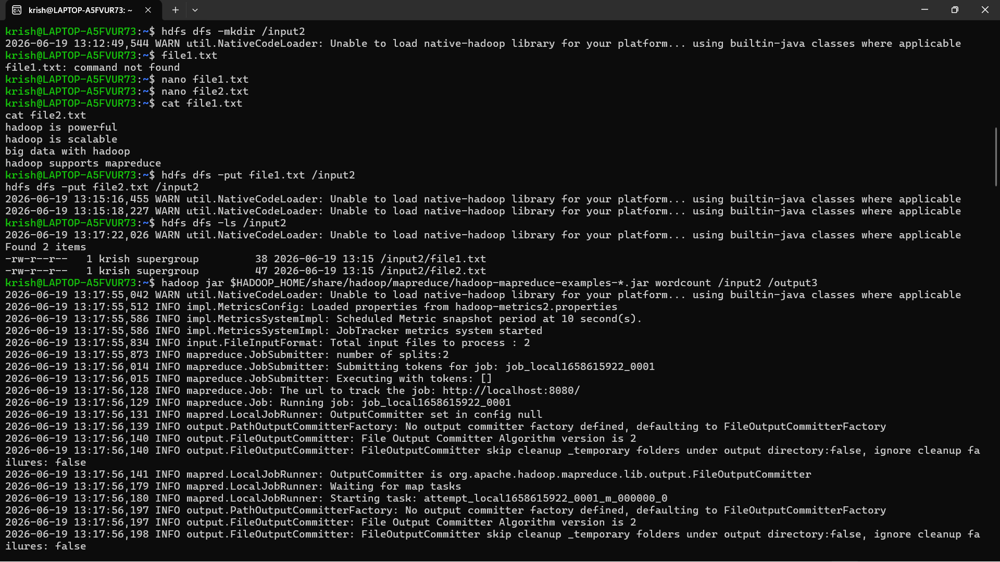 krish@LAPTOP-A5FVUR73: ~
krish@LAPTOP-A5FVUR73:~$ hdfs dfs -mkdir /input2
2026-06-19 13:12:49,544 WARN util.NativeCodeLoader: Unable to load native-hadoop library for your platform... using builtin-java classes where applicable
krish@LAPTOP-A5FVUR73:~$ file1.txt
file1.txt: command not found
krish@LAPTOP-A5FVUR73:~$ nano file1.txt
krish@LAPTOP-A5FVUR73:~$ nano file2.txt
krish@LAPTOP-A5FVUR73:~$ cat file1.txt
cat file2.txt
hadoop is powerful
hadoop is scalable
big data with hadoop
hadoop supports mapreduce
krish@LAPTOP-A5FVUR73:~$ hdfs dfs -put file1.txt /input2
hdfs dfs -put file2.txt /input2
2026-06-19 13:15:16,455 WARN util.NativeCodeLoader: Unable to load native-hadoop library for your platform... using builtin-java classes where applicable
2026-06-19 13:15:18,227 WARN util.NativeCodeLoader: Unable to load native-hadoop library for your platform... using builtin-java classes where applicable
krish@LAPTOP-A5FVUR73:~$ hdfs dfs -ls /input2
2026-06-19 13:17:22,026 WARN util.NativeCodeLoader: Unable to load native-hadoop library for your platform... using builtin-java classes where applicable
Found 2 items
-rw-r--r--   1 krish supergroup         38 2026-06-19 13:15 /input2/file1.txt
-rw-r--r--   1 krish supergroup         47 2026-06-19 13:15 /input2/file2.txt
krish@LAPTOP-A5FVUR73:~$ hadoop jar $HADOOP_HOME/share/hadoop/mapreduce/hadoop-mapreduce-examples-*.jar wordcount /input2 /output3
2026-06-19 13:17:55,042 WARN util.NativeCodeLoader: Unable to load native-hadoop library for your platform... using builtin-java classes where applicable
2026-06-19 13:17:55,512 INFO impl.MetricsConfig: Loaded properties from hadoop-metrics2.properties
2026-06-19 13:17:55,586 INFO impl.MetricsSystemImpl: Scheduled Metric snapshot period at 10 second(s).
2026-06-19 13:17:55,586 INFO impl.MetricsSystemImpl: JobTracker metrics system started
2026-06-19 13:17:55,834 INFO input.FileInputFormat: Total input files to process : 2
2026-06-19 13:17:55,873 INFO mapreduce.JobSubmitter: number of splits:2
2026-06-19 13:17:56,014 INFO mapreduce.JobSubmitter: Submitting tokens for job: job_local1658615922_0001
2026-06-19 13:17:56,015 INFO mapreduce.JobSubmitter: Executing with tokens: []
2026-06-19 13:17:56,128 INFO mapreduce.Job: The url to track the job: http://localhost:8080/
2026-06-19 13:17:56,129 INFO mapreduce.Job: Running job: job_local1658615922_0001
2026-06-19 13:17:56,131 INFO mapred.LocalJobRunner: OutputCommitter set in config null
2026-06-19 13:17:56,139 INFO output.PathOutputCommitterFactory: No output committer factory defined, defaulting to FileOutputCommitterFactory
2026-06-19 13:17:56,140 INFO output.FileOutputCommitter: File Output Committer Algorithm version is 2
2026-06-19 13:17:56,140 INFO output.FileOutputCommitter: FileOutputCommitter skip cleanup _temporary folders under output directory:false, ignore cleanup fa
ilures: false
2026-06-19 13:17:56,141 INFO mapred.LocalJobRunner: OutputCommitter is org.apache.hadoop.mapreduce.lib.output.FileOutputCommitter
2026-06-19 13:17:56,179 INFO mapred.LocalJobRunner: Waiting for map tasks
2026-06-19 13:17:56,180 INFO mapred.LocalJobRunner: Starting task: attempt_local1658615922_0001_m_000000_0
2026-06-19 13:17:56,197 INFO output.PathOutputCommitterFactory: No output committer factory defined, defaulting to FileOutputCommitterFactory
2026-06-19 13:17:56,197 INFO output.FileOutputCommitter: File Output Committer Algorithm version is 2
2026-06-19 13:17:56,198 INFO output.FileOutputCommitter: FileOutputCommitter skip cleanup _temporary folders under output directory:false, ignore cleanup fa
ilures: false